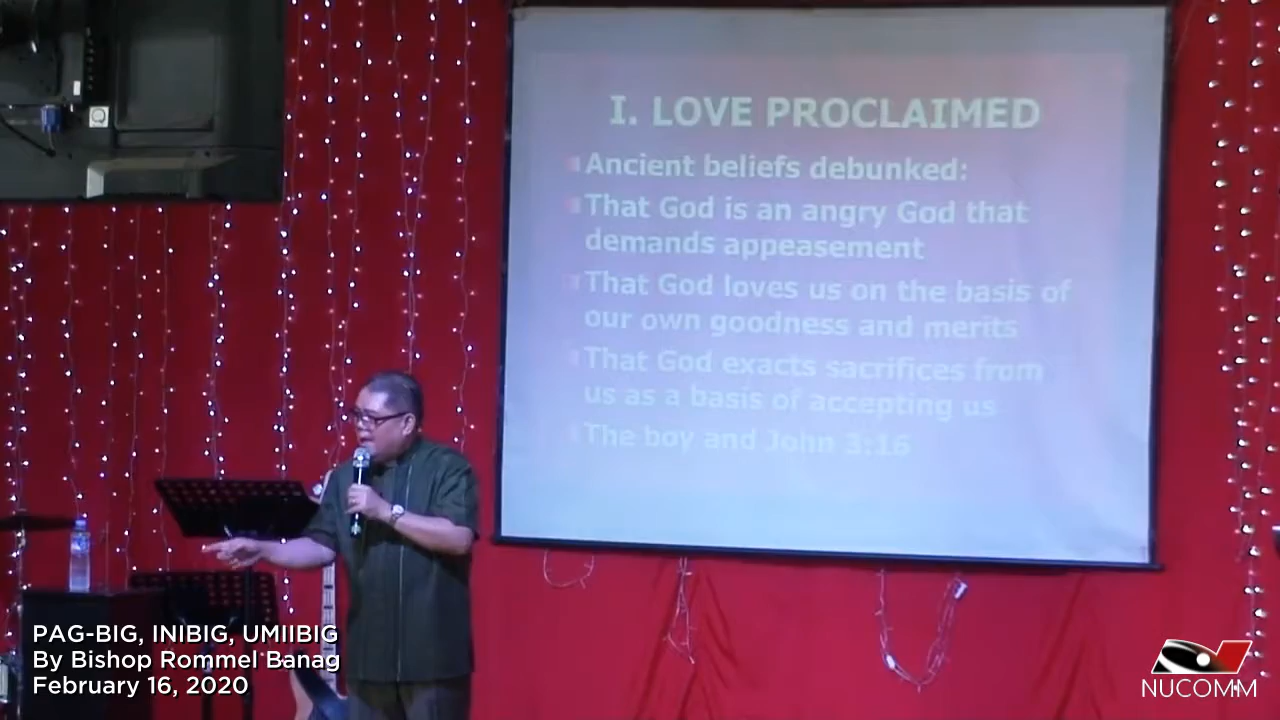 I. LOVE PROCLAIMED
Ancient beliefs debunked:
That God is an angry God that
demands appeasement
That God loves us on the basis of
our own goodness and merits
That God exacts sacrifices from
us as a basis of accepting us
The boy and John 3:16
PAG-BIG, INIBIG, UMIIBIG
By Bishop Rommel Banag
February 16, 2020
NUCOMM